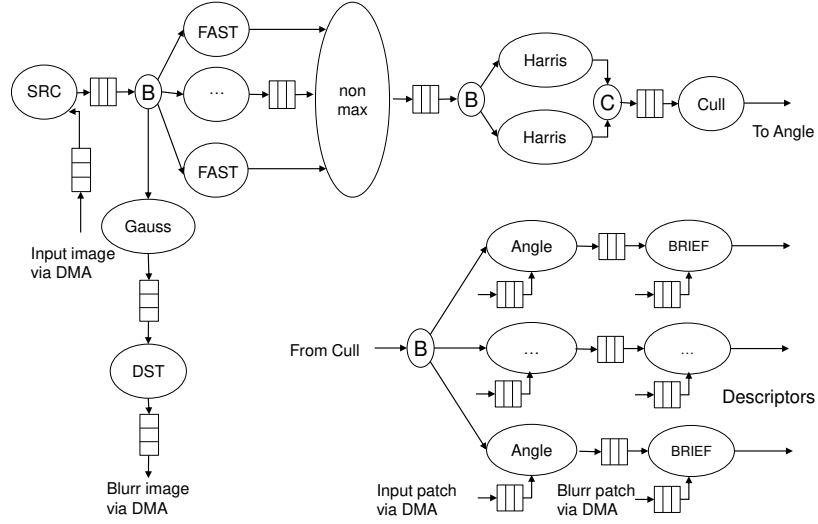 FAST
SRC
B
...
non
max
FAST
B
Harris
Harris
C
Cull
To Angle
Gauss
Input image
via DMA
DST
Blurr image
via DMA
From Cull
B
Angle
BRIEF
...
...
Descriptors
Angle
BRIEF
Input patch
via DMA
Blurr patch
via DMA